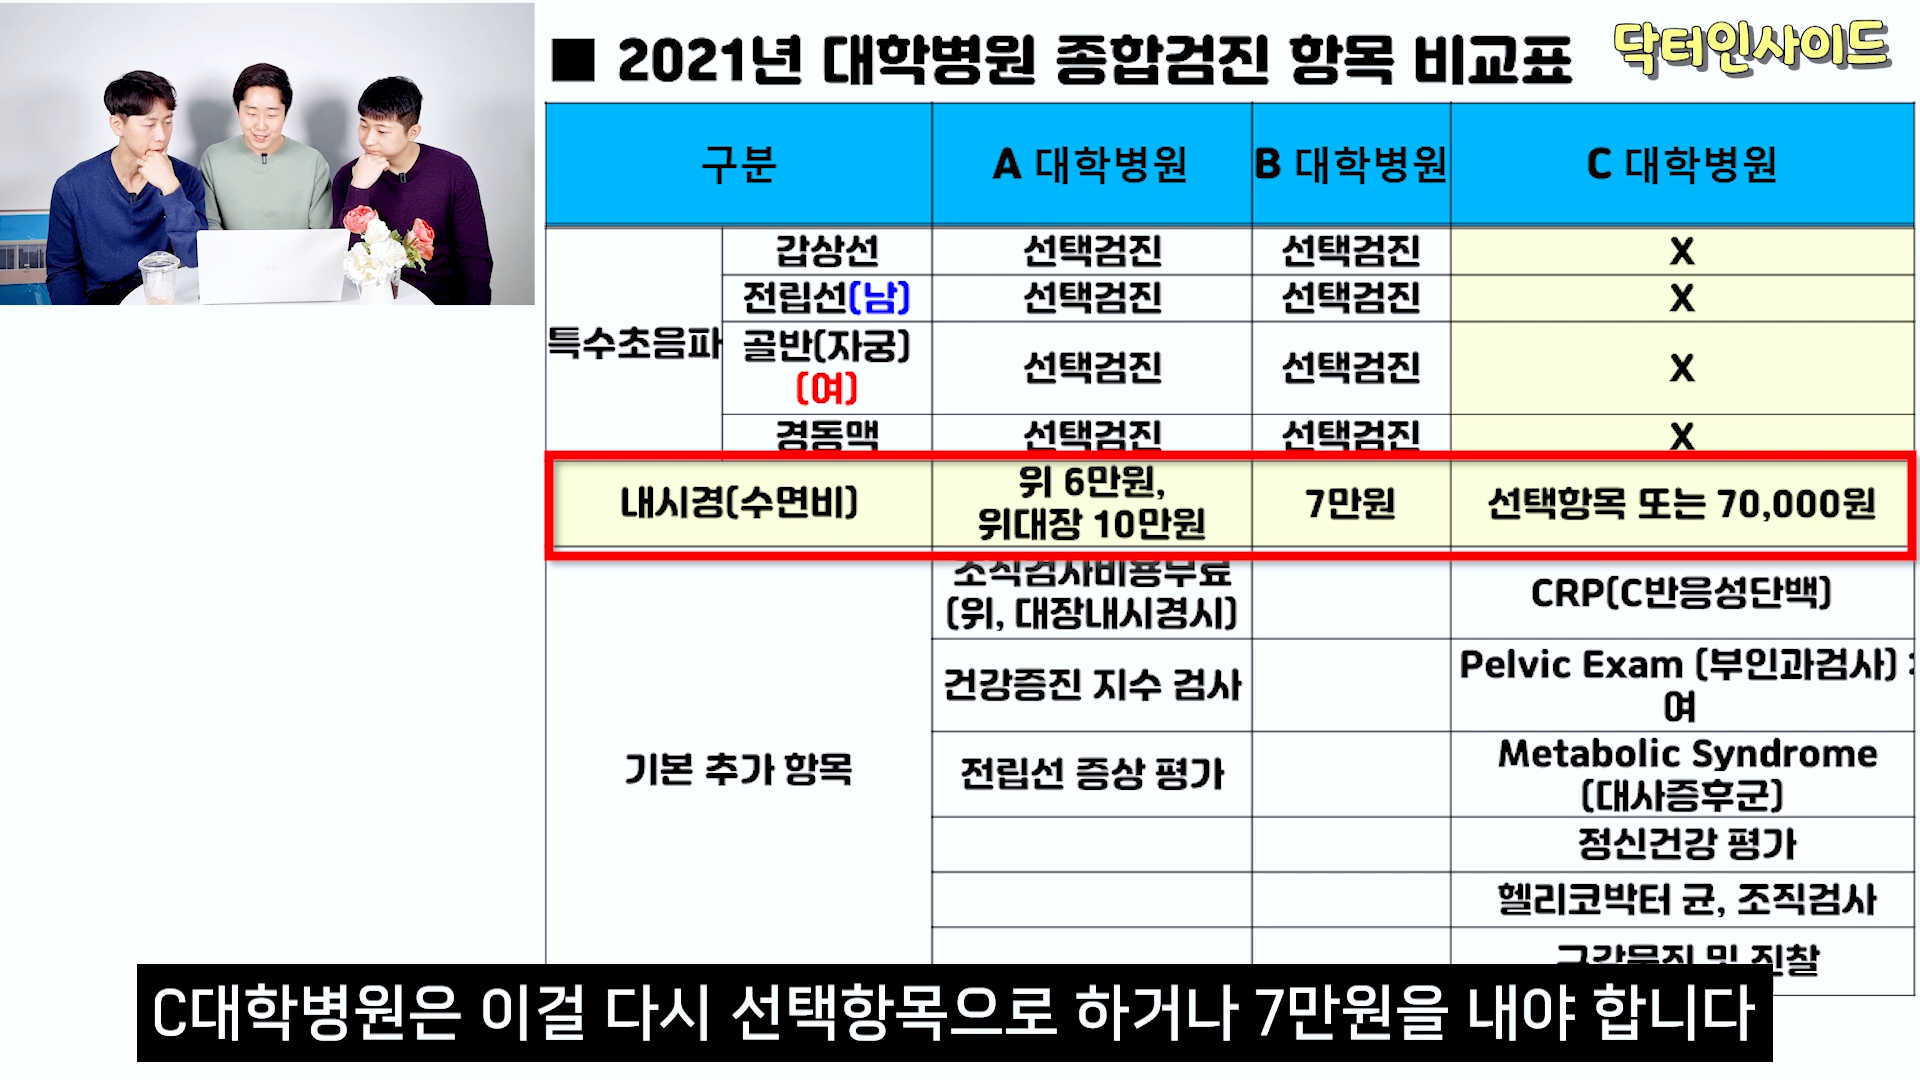 ■ 2021년 대학병원 종합검진 항목 비교표
닥터인사이드
구분
A 대학병원
B 대학병원
C 대학병원
특수초음파
갑상선
선택검진
선택검진
X
전립선(남)
선택검진
선택검진
X
골반(자궁)
(여)
선택검진
선택검진
X
경동맥
선택검진
선택검진
X
내시경(수면비)
위 6만원,
위대장 10만원
7만원
선택항목 또는 70,000원
기본 추가 항목
조직검사비용무료
(위, 대장내시경시)
CRP(C반응성단백)
건강증진 지수 검사
Pelvic Exam (부인과검사) :
여
전립선 증상 평가
Metabolic Syndrome
(대사증후군)
정신건강 평가
헬리코박터 균, 조직검사
및 진찰
C대학병원은 이걸 다시 선택항목으로 하거나 7만원을 내야 합니다